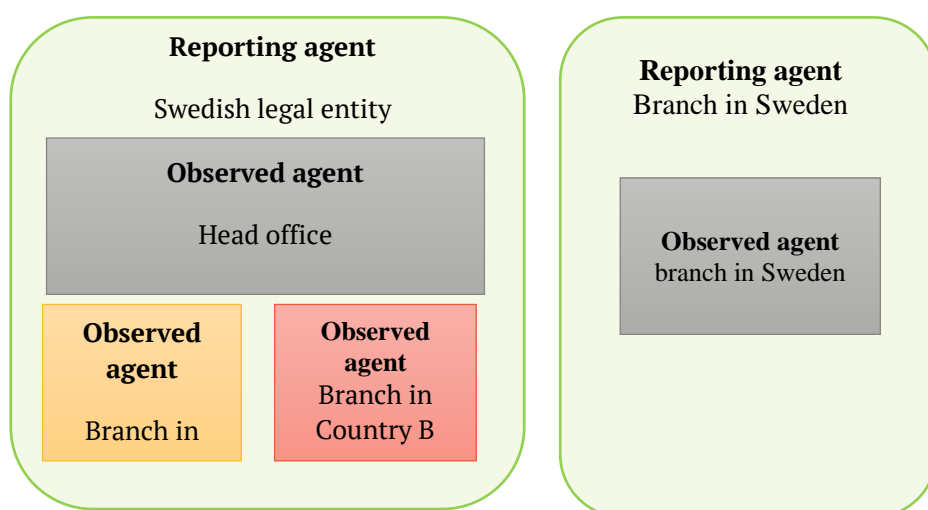 Reporting agent
Swedish legal entity
Observed agent
Head office
Observed
agent
Branch in
Observed
agent
Branch in
Country B
Reporting agent
Branch in Sweden
Observed agent
branch in Sweden